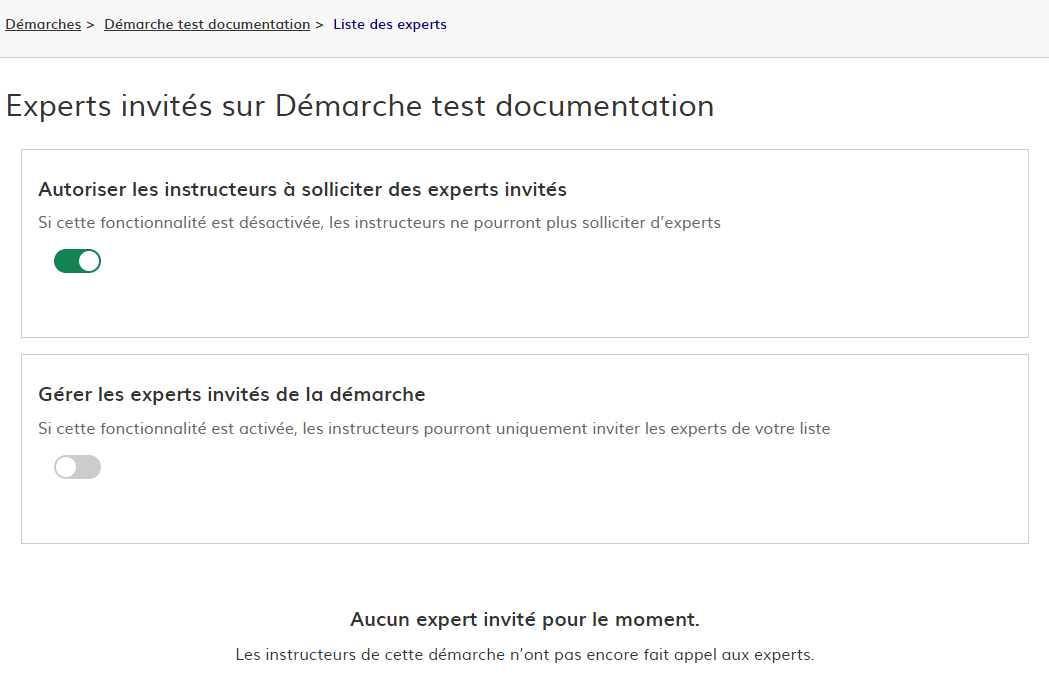 Démarches > Démarche test documentation > Liste des experts
Experts invités sur Démarche test documentation
Autoriser les instructeurs à solliciter des experts invités
Si cette fonctionnalité est désactivée, les instructeurs ne pourront plus solliciter d’experts
Gérer les experts invités de la démarche
Si cette fonctionnalité est activée, les instructeurs pourront uniquement inviter les experts de votre liste
Aucun expert invité pour le moment.
Les instructeurs de cette démarche n’ont pas encore fait appel aux experts.